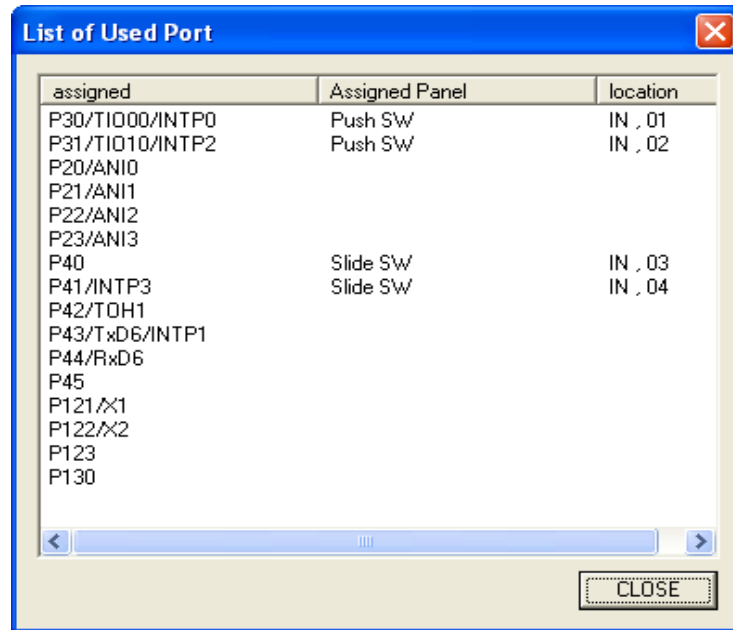 List of Used Port
assigned Assigned Panel location
P30/TIO00/INTP0 Push SW IN , 01
P31/TIO10/INTP2 Push SW IN , 02
P20/ANI0
P21/ANI1
P22/ANI2
P23/ANI3
P40 Slide SW IN , 03
P41/INTP3 Slide SW IN , 04
P42/TOH1
P43/TxD6/INTP1
P44/RxD6
P45
P121/X1
P122/X2
P123
P130
CLOSE